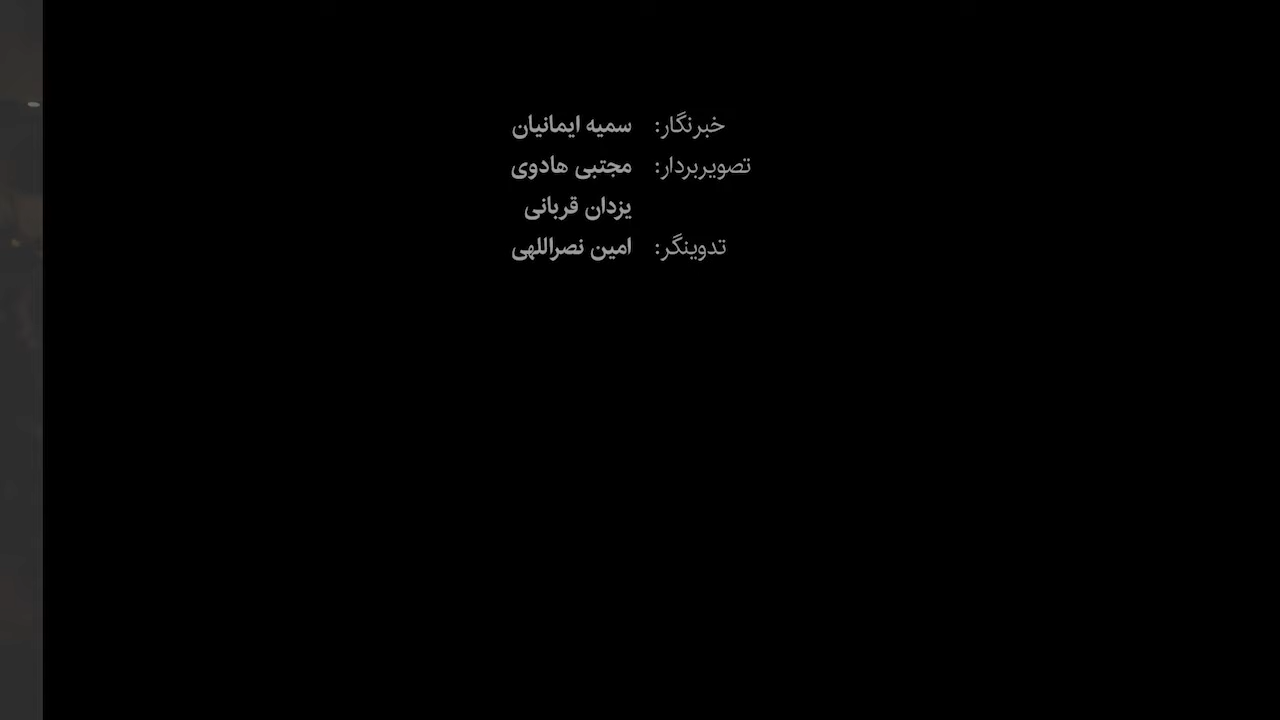 خبرنگار: سمیه ایمانیان
تصویربردار: مجتبی هادوی
یزدان قربانی
تدوینگر: امین نصراللهی